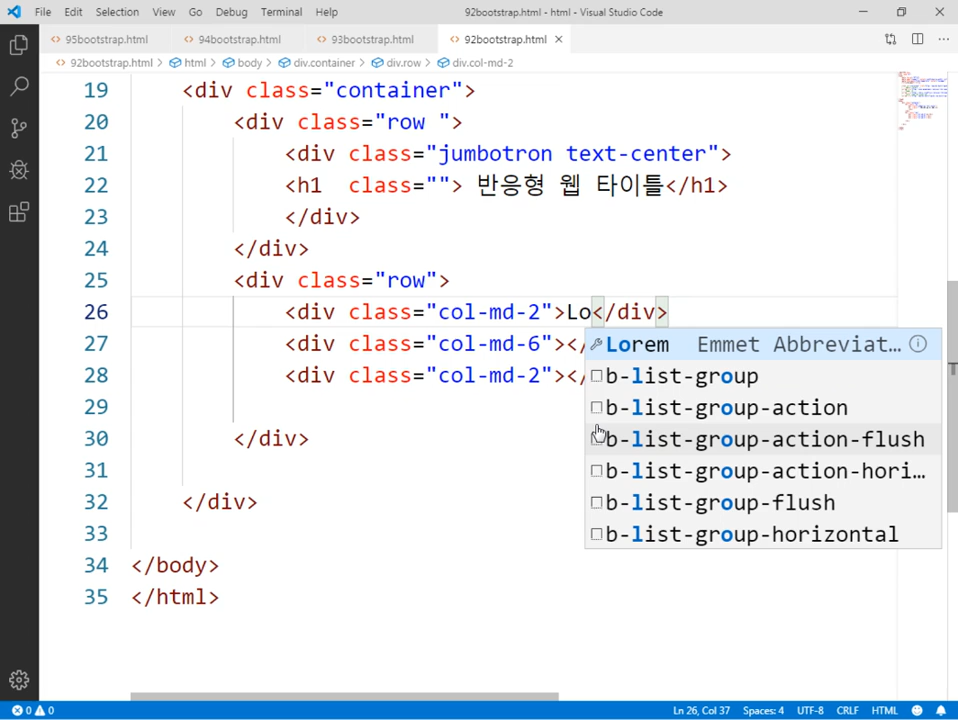 File Edit Selection View Go Debug Terminal Help 92bootstrap.html - html - Visual Studio Code
95bootstrap.html 94bootstrap.html 93bootstrap.html 92bootstrap.html
92bootstrap.html › html › body › div.container › div.row › div.col-md-2
19 <div class="container">
20 <div class="row ">
21 <div class="jumbotron text-center">
22 <h1 class=""> 반응형 웹 타이틀</h1>
23 </div>
24 </div>
25 <div class="row">
26 <div class="col-md-2">Lo</div>
27 <div class="col-md-6"></
28 <div class="col-md-2"></
29
30 </div>
31
32 </div>
33
34 </body>
35 </html>
Lorem Emmet Abbreviat…
b-list-group
b-list-group-action
b-list-group-action-flush
b-list-group-action-hori…
b-list-group-flush
b-list-group-horizontal
0 0 Ln 26, Col 37 Spaces: 4 UTF-8 CRLF HTML